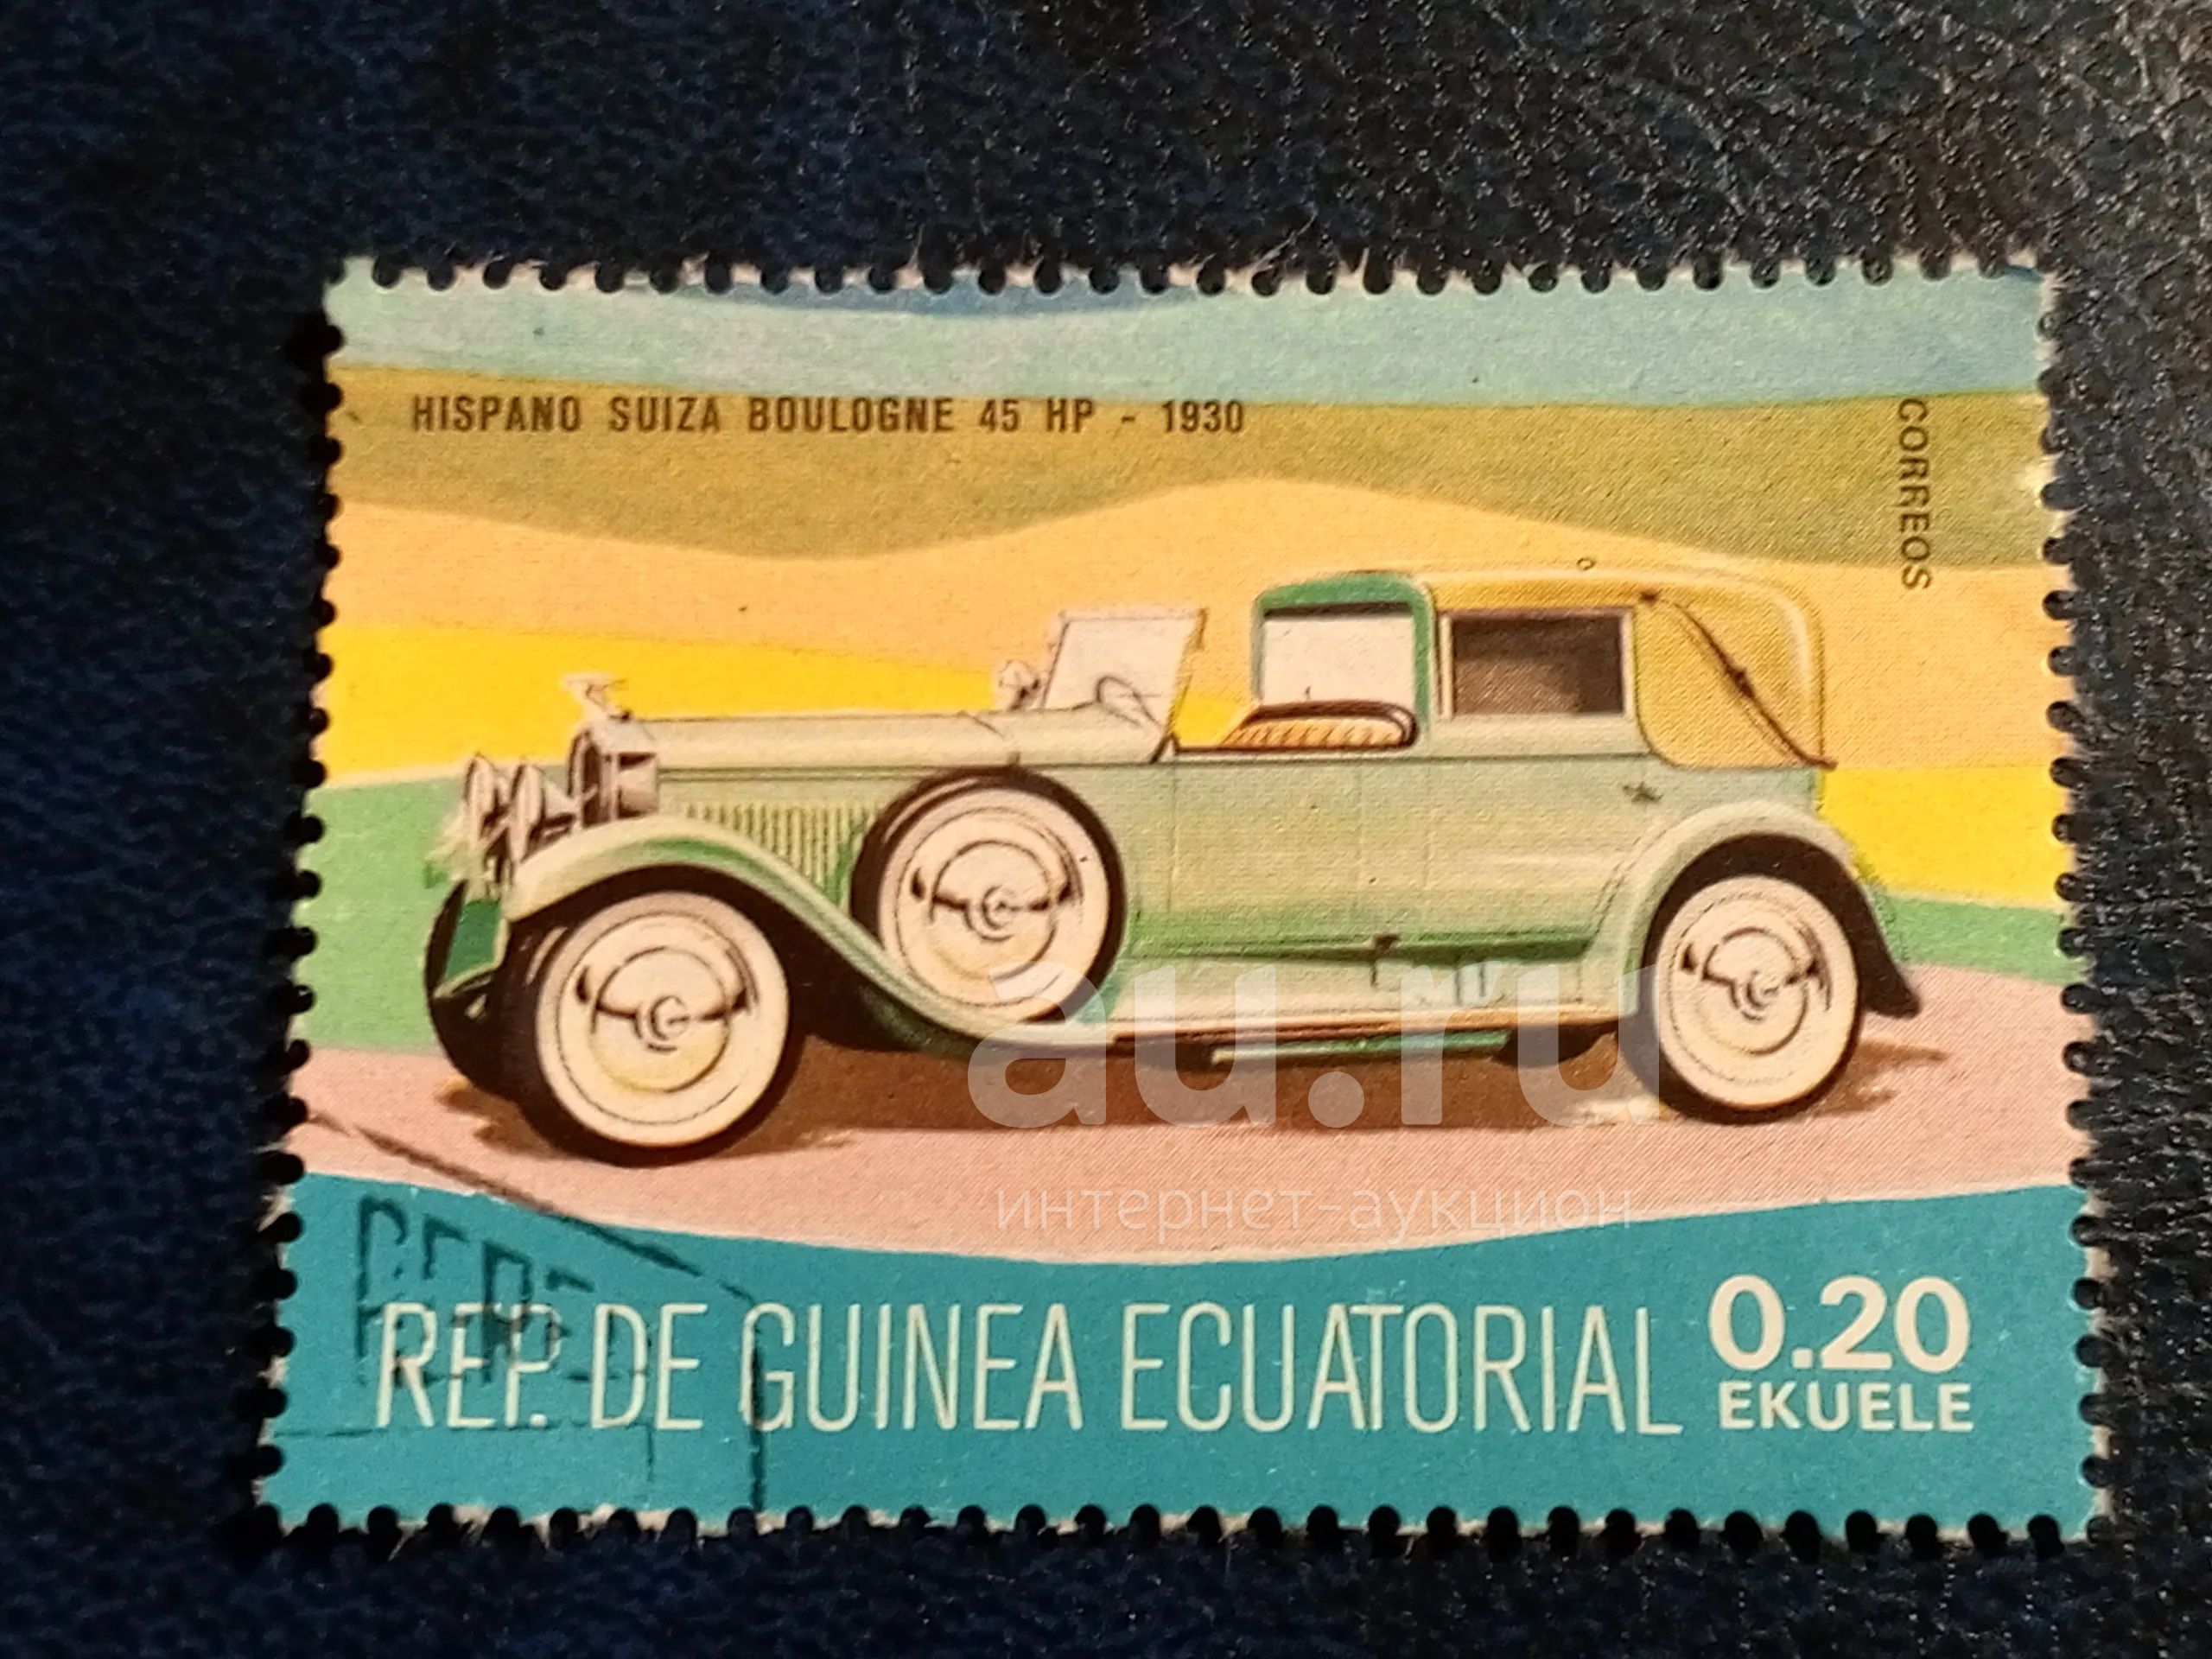 HISPANO SUIZA BOULOGNE 45 HP - 1930
CORREOS
au.ru
интернет-аукцион
REP. DE GUINEA ECUATORIAL
0.20
EKUELE